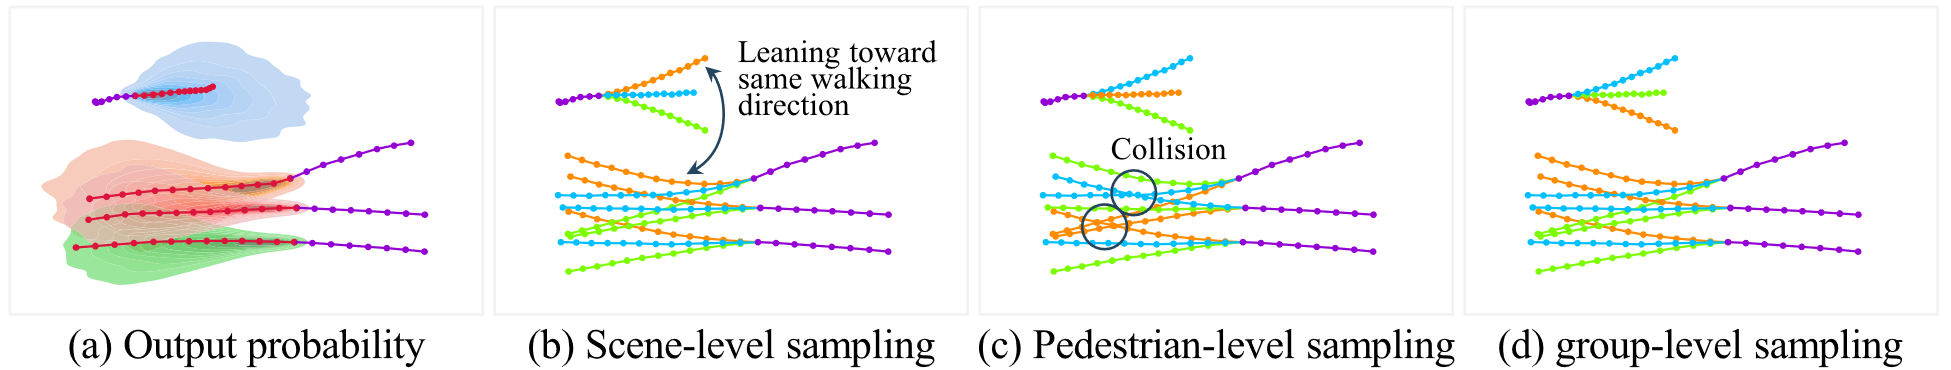 Leaning toward
same walking
direction
Collision
(a) Output probability
(b) Scene-level sampling
(c) Pedestrian-level sampling
(d) group-level sampling